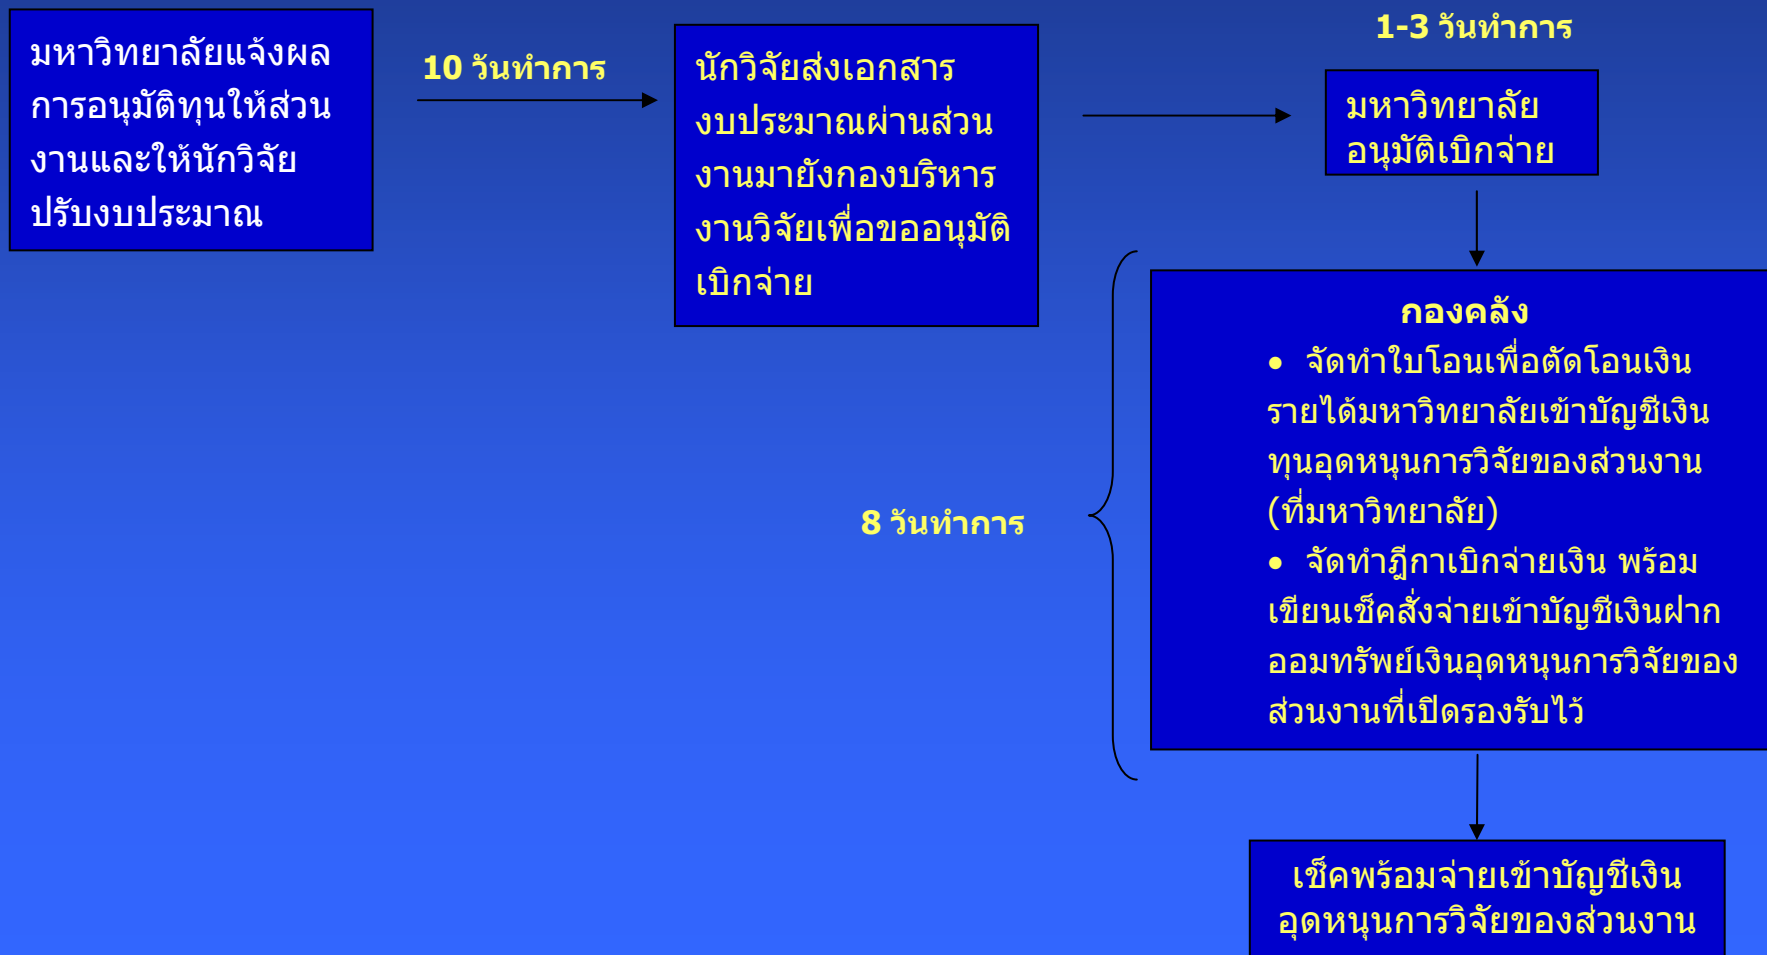 มหาวิทยาลัยแจ้งผล
การอนุมัติทุนให้ส่วน
งานและให้นักวิจัย
ปรับงบประมาณ
10 วันทำการ
นักวิจัยส่งเอกสาร
งบประมาณผ่านส่วน
งานมายังกองบริหาร
งานวิจัยเพื่อขออนุมัติ
เบิกจ่าย
1-3 วันทำการ
มหาวิทยาลัย
อนุมัติเบิกจ่าย
8 วันทำการ
กองคลัง
• จัดทำใบโอนเพื่อตัดโอนเงิน
รายได้มหาวิทยาลัยเข้าบัญชีเงิน
ทุนอุดหนุนการวิจัยของส่วนงาน
(ที่มหาวิทยาลัย)
• จัดทำฎีกาเบิกจ่ายเงิน พร้อม
เขียนเช็คสั่งจ่ายเข้าบัญชีเงินฝาก
ออมทรัพย์เงินอุดหนุนการวิจัยของ
ส่วนงานที่เปิดรองรับไว้
เช็คพร้อมจ่ายเข้าบัญชีเงิน
อุดหนุนการวิจัยของส่วนงาน